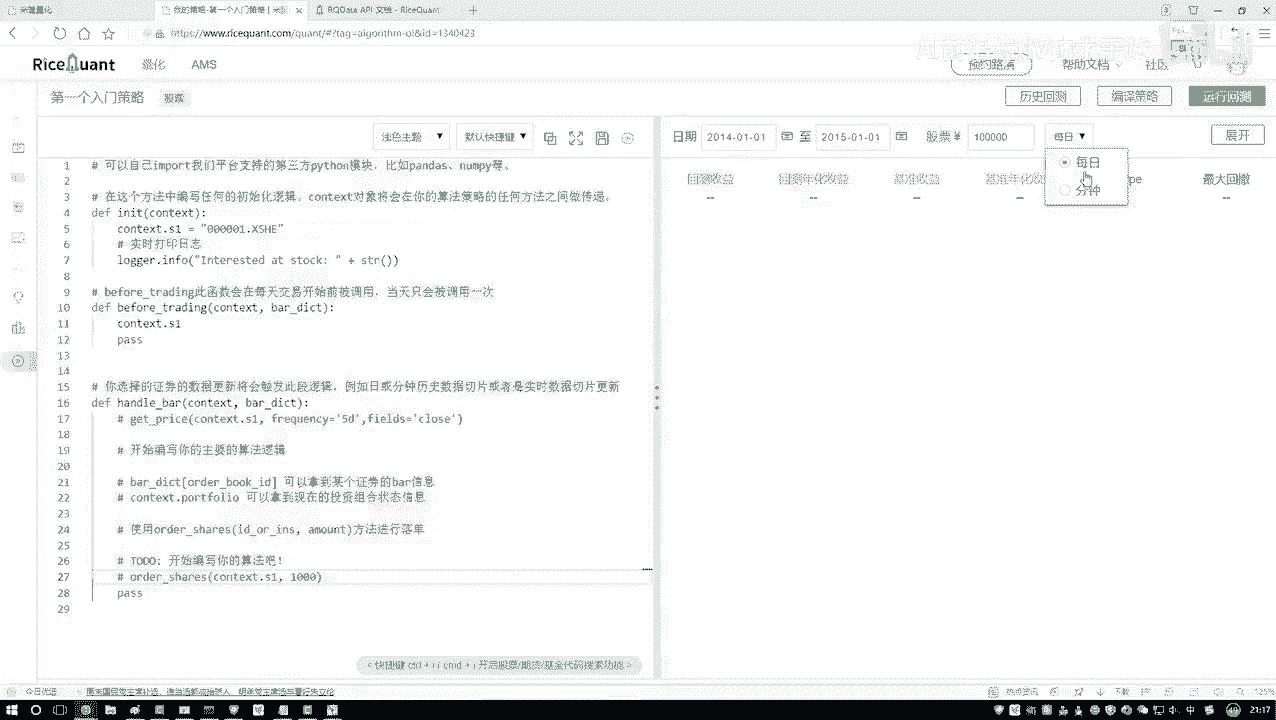 米筐量化
我的策略-第一个入门策略 | 米筐
RQData API 文档 - RiceQuant
https://www.ricequant.com/quant/#?tag=algorithm-oi&id=1340423
RiceQuant
量化
AMS
预约路演
帮助文档
社区
第一个入门策略
股票
历史回测
编译策略
运行回测
浅色主题
默认快捷键
日期
2014-01-01
至
2015-01-01
股票¥
100000
每日
展开
每日
分钟
回测收益
回测年化收益
基准收益
基准年化收
pe
最大回撤
--
--
--
--
--
1 # 可以自己import我们平台支持的第三方python模块，比如pandas、numpy等。
2
3 # 在这个方法中编写任何的初始化逻辑。context对象将会在你的算法策略的任何方法之间做传递。
4 def init(context):
5 context.s1 = "000001.XSHE"
6 # 实时打印日志
7 logger.info("Interested at stock: " + str())
8
9 # before_trading此函数会在每天交易开始前被调用，当天只会被调用一次
10 def before_trading(context, bar_dict):
11 context.s1
12 pass
13
14
15 # 你选择的证券的数据更新将会触发此段逻辑，例如日或分钟历史数据切片或者是实时数据切片更新
16 def handle_bar(context, bar_dict):
17 # get_price(context.s1, frequency='5d',fields='close')
18
19 # 开始编写你的主要的算法逻辑
20
21 # bar_dict[order_book_id] 可以拿到某个证券的bar信息
22 # context.portfolio 可以拿到现在的投资组合状态信息
23
24 # 使用order_shares(id_or_ins, amount)方法进行落单
25
26 # TODO: 开始编写你的算法吧！
27 # order_shares(context.s1, 1000)
28 pass
29
21:17